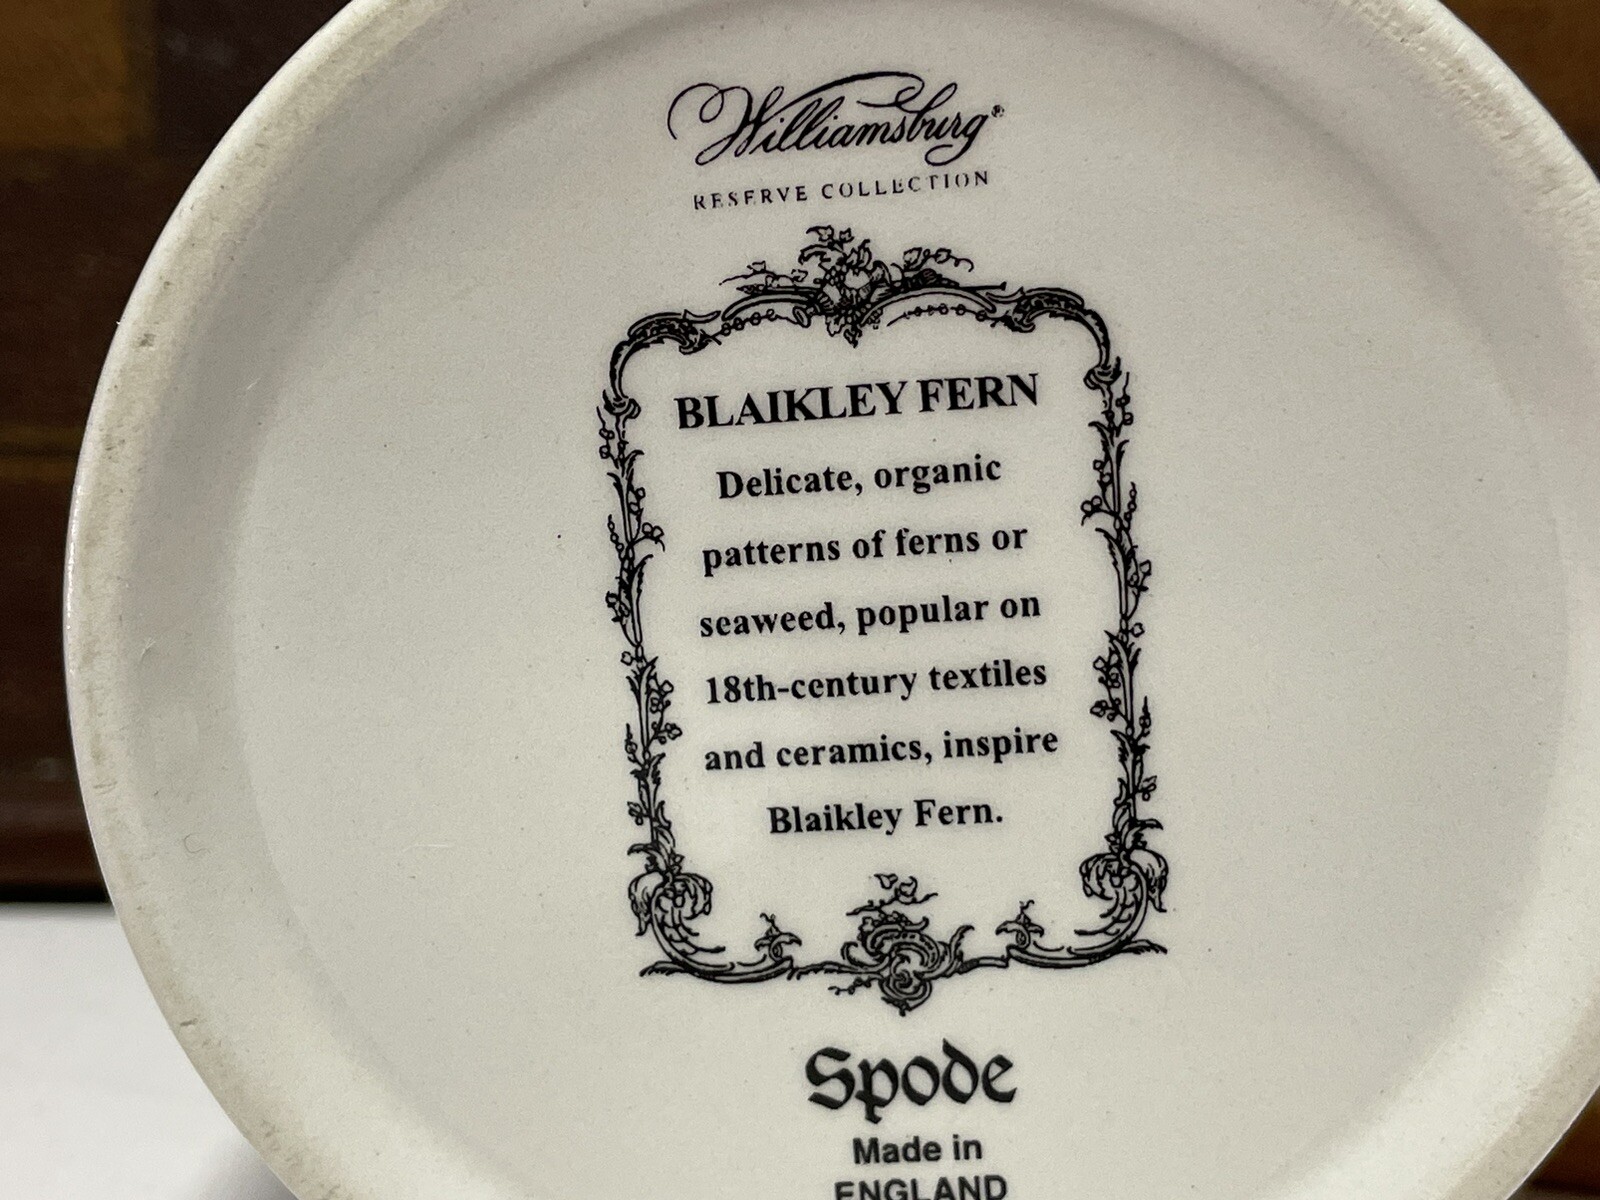 Williamsburg®
RESERVE COLLECTION
BLAIKLEY FERN
Delicate, organic
patterns of ferns or
seaweed, popular on
18th-century textiles
and ceramics, inspire
Blaikley Fern.
Spode
Made in
ENGLAND